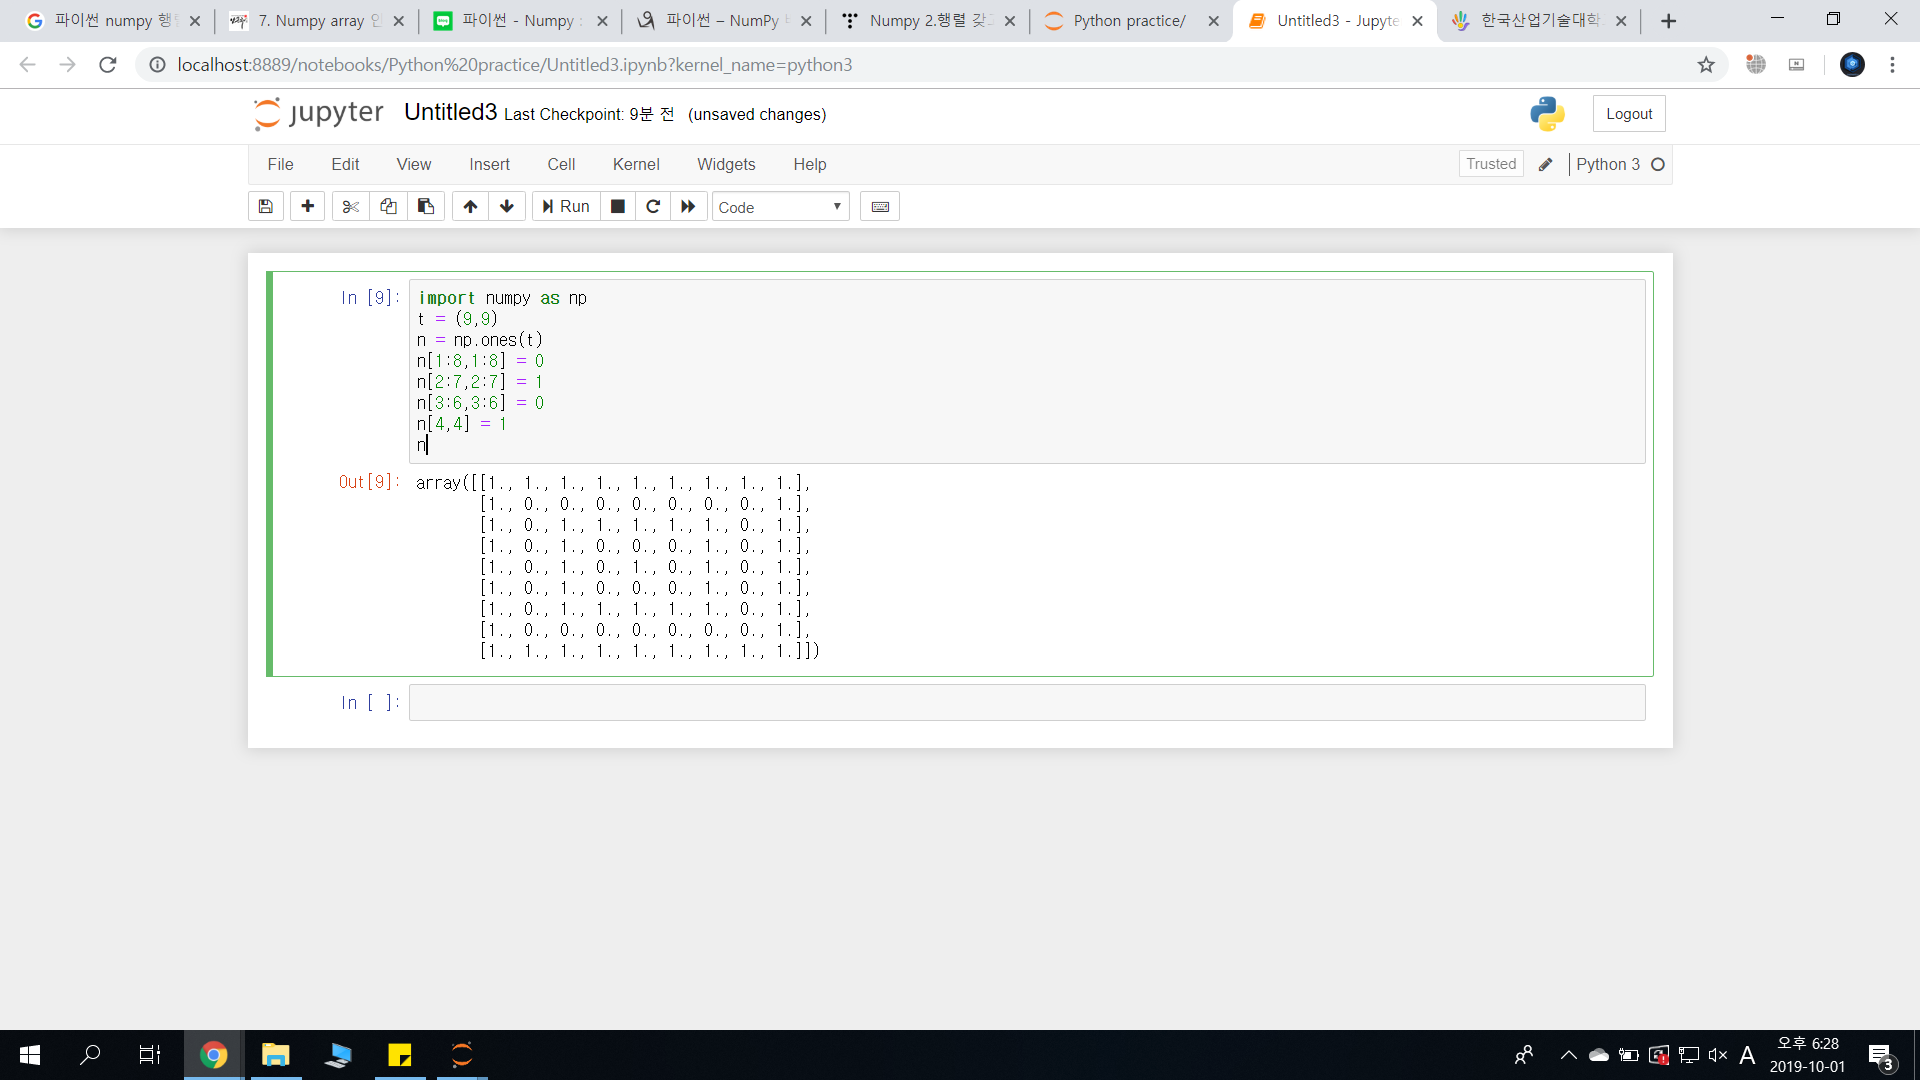 파이썬 numpy 행렬
7. Numpy array 인
파이썬 - Numpy :
파이썬 – NumPy
Numpy 2.행렬 갖고
Python practice/
Untitled3 - Jupyte
한국산업기술대학
localhost:8889/notebooks/Python%20practice/Untitled3.ipynb?kernel_name=python3
jupyter Untitled3 Last Checkpoint: 9분 전 (unsaved changes)
Logout
File Edit View Insert Cell Kernel Widgets Help
Trusted Python 3
Run Code
In [9]:
import numpy as np
t = (9,9)
n = np.ones(t)
n[1:8,1:8] = 0
n[2:7,2:7] = 1
n[3:6,3:6] = 0
n[4,4] = 1
n
Out[9]:
array([[1., 1., 1., 1., 1., 1., 1., 1., 1.],
[1., 0., 0., 0., 0., 0., 0., 0., 1.],
[1., 0., 1., 1., 1., 1., 1., 0., 1.],
[1., 0., 1., 0., 0., 0., 1., 0., 1.],
[1., 0., 1., 0., 1., 0., 1., 0., 1.],
[1., 0., 1., 0., 0., 0., 1., 0., 1.],
[1., 0., 1., 1., 1., 1., 1., 0., 1.],
[1., 0., 0., 0., 0., 0., 0., 0., 1.],
[1., 1., 1., 1., 1., 1., 1., 1., 1.]])
In [ ]:
A
오후 6:28
2019-10-01
3